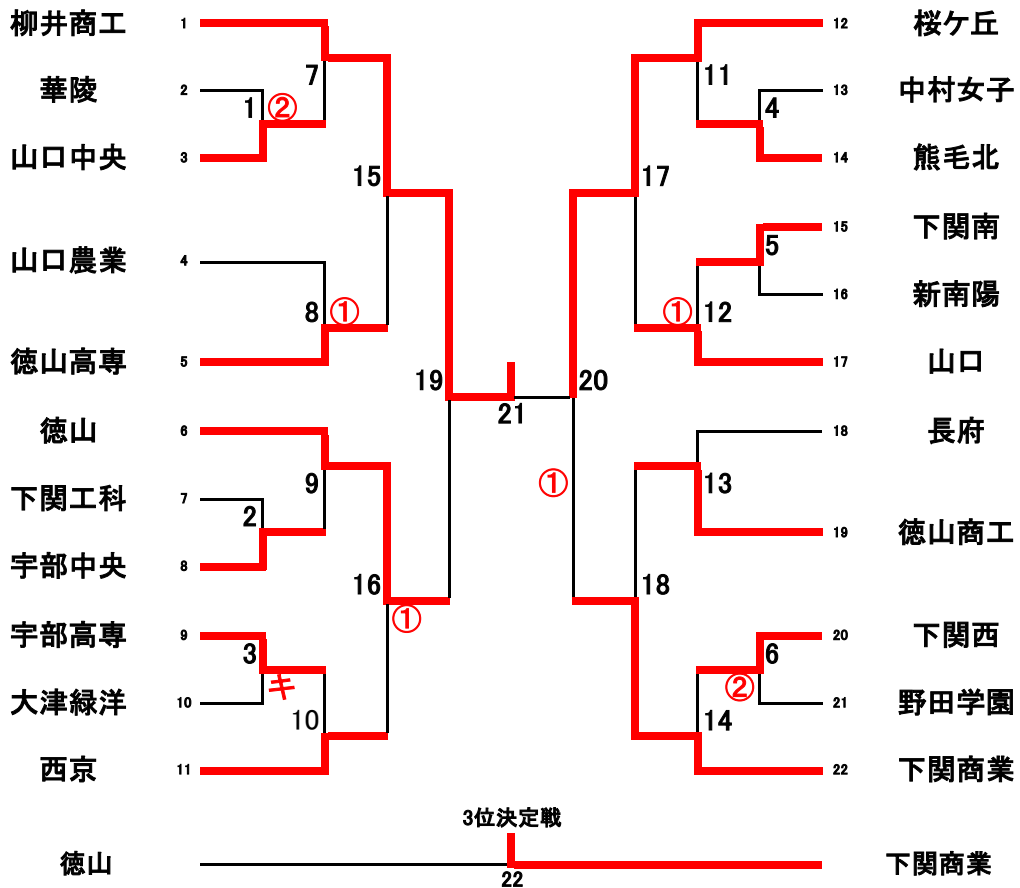 柳井商工 1
7
華陵 2
1 ②
山口中央 3
15
山口農業 4
8 ①
徳山高専 5
19
徳山 6
9
下関工科 7
2
宇部中央 8
16
①
宇部高専 9
3
キ
大津緑洋 10
10
西京 11
21
12 桜ケ丘
11
13 中村女子
4
14 熊毛北
17
15 下関南
5
16 新南陽
① 12
17 山口
20
18 長府
①
13
19 徳山商工
18
20 下関西
6
②
21 野田学園
14
22 下関商業
3位決定戦
徳山 下関商業
22